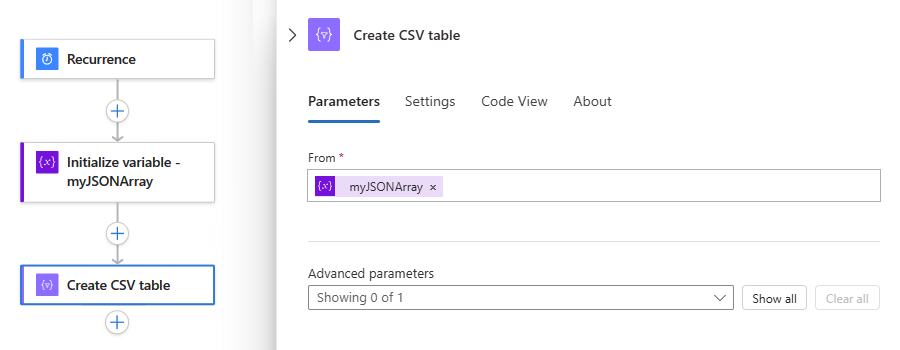 Recurrence
Initialize variable -
myJSONArray
Create CSV table
Create CSV table
Parameters Settings Code View About
From *
{x} myJSONArray ×
Advanced parameters
Showing 0 of 1 Show all Clear all